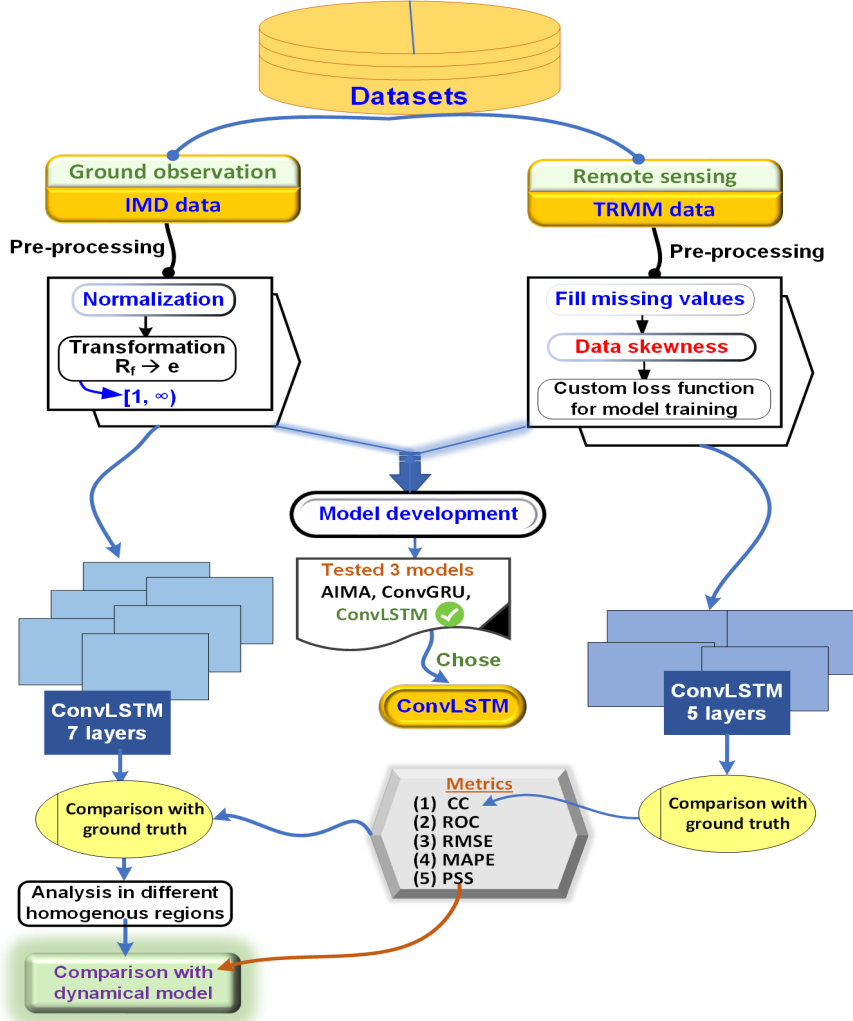 Datasets
Ground observation
IMD data
Remote sensing
TRMM data
Pre-processing
Pre-processing
Normalization
Transformation
Rf → e
[1, ∞)
Fill missing values
Data skewness
Custom loss function
for model training
Model development
Tested 3 models
AIMA, ConvGRU,
ConvLSTM
Chose
ConvLSTM
ConvLSTM
7 layers
ConvLSTM
5 layers
Metrics
(1) CC
(2) ROC
(3) RMSE
(4) MAPE
(5) PSS
Comparison with
ground truth
Comparison with
ground truth
Analysis in different
homogenous regions
Comparison with
dynamical model